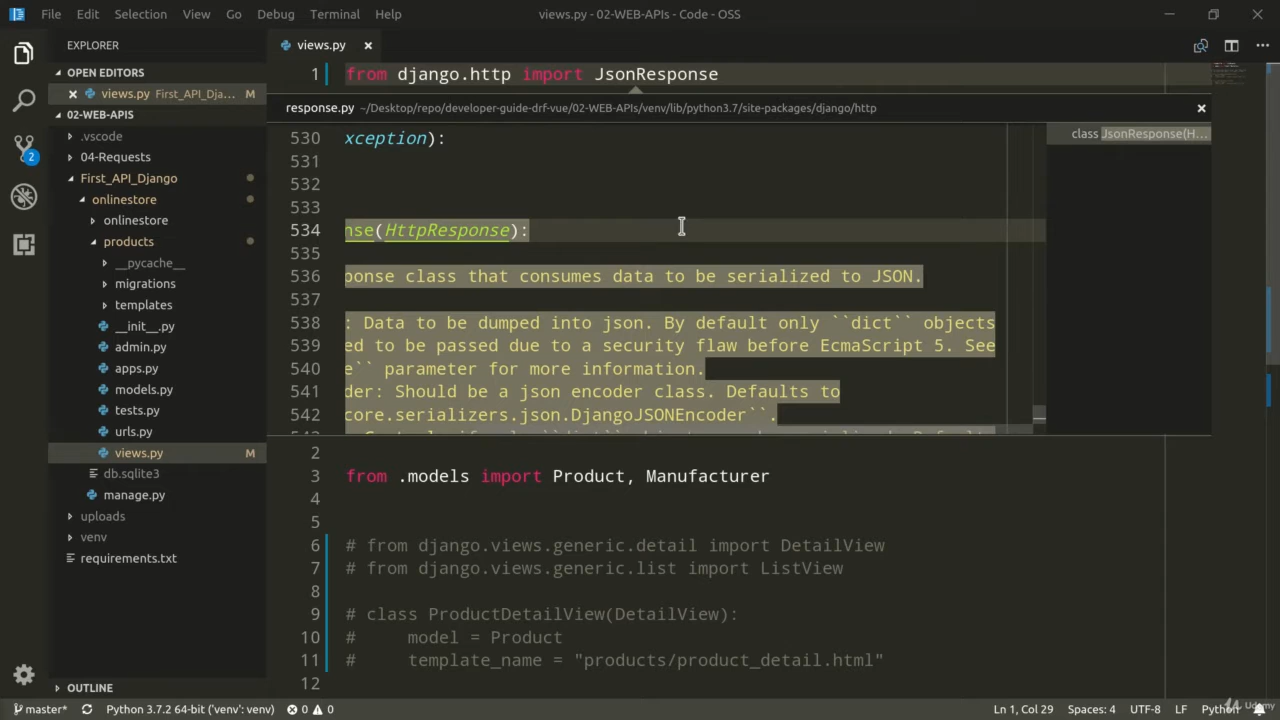 File Edit Selection View Go Debug Terminal Help
views.py - 02-WEB-APIs - Code - OSS
EXPLORER
OPEN EDITORS
views.py First_API_Dja... M
02-WEB-APIS
.vscode
04-Requests
First_API_Django
onlinestore
onlinestore
products
__pycache__
migrations
templates
__init__.py
admin.py
apps.py
models.py
tests.py
urls.py
views.py M
db.sqlite3
manage.py
uploads
venv
requirements.txt
OUTLINE
2
views.py
1 from django.http import JsonResponse
response.py ~/Desktop/repo/developer-guide-drf-vue/02-WEB-APIs/venv/lib/python3.7/site-packages/django/http
class JsonResponse(H...
530 xception):
531
532
533
534 nse(HttpResponse):
535
536 ponse class that consumes data to be serialized to JSON.
537
538 : Data to be dumped into json. By default only ``dict`` objects
539 ed to be passed due to a security flaw before EcmaScript 5. See
540 e`` parameter for more information.
541 der: Should be a json encoder class. Defaults to
542 core.serializers.json.DjangoJSONEncoder``.
2
3 from .models import Product, Manufacturer
4
5
6 # from django.views.generic.detail import DetailView
7 # from django.views.generic.list import ListView
8
9 # class ProductDetailView(DetailView):
10 # model = Product
11 # template_name = "products/product_detail.html"
12
master* Python 3.7.2 64-bit ('venv': venv) 0 0 Ln 1, Col 29 Spaces: 4 UTF-8 LF Python
Udemy